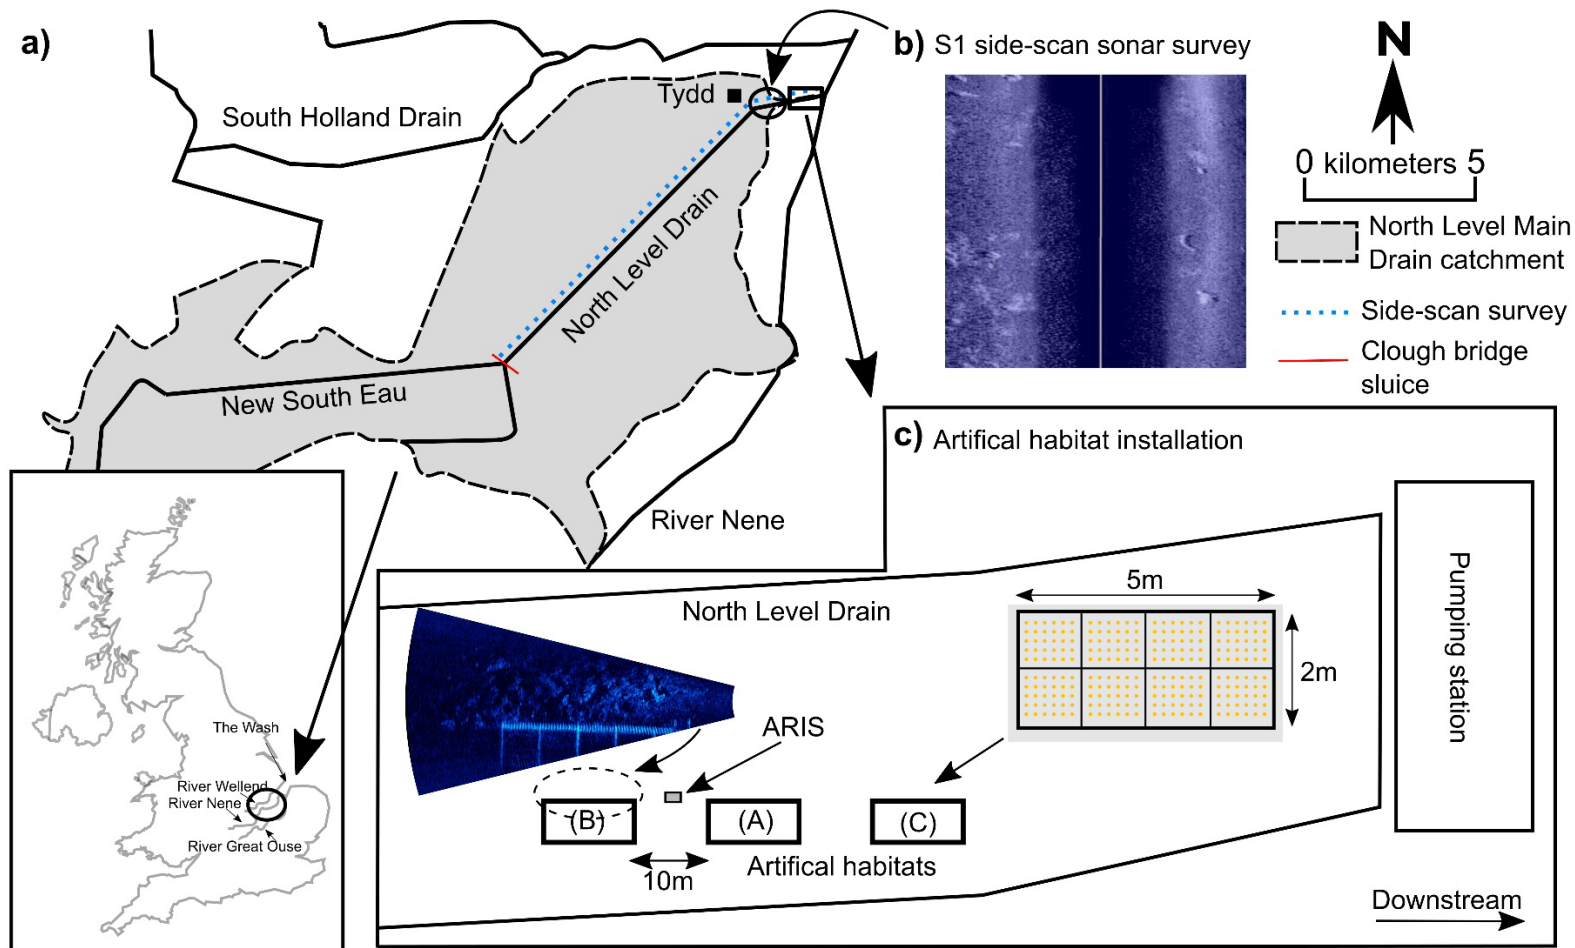 a)
South Holland Drain
Tydd
North Level Drain
New South Eau
River Nene
b) S1 side-scan sonar survey
N
0 kilometers 5
North Level Main
Drain catchment
Side-scan survey
Clough bridge
sluice
The Wash
River Wellend
River Nene
River Great Ouse
c) Artifical habitat installation
North Level Drain
5m
2m
ARIS
(B)
(A)
(C)
10m
Artifical habitats
Pumping station
Downstream